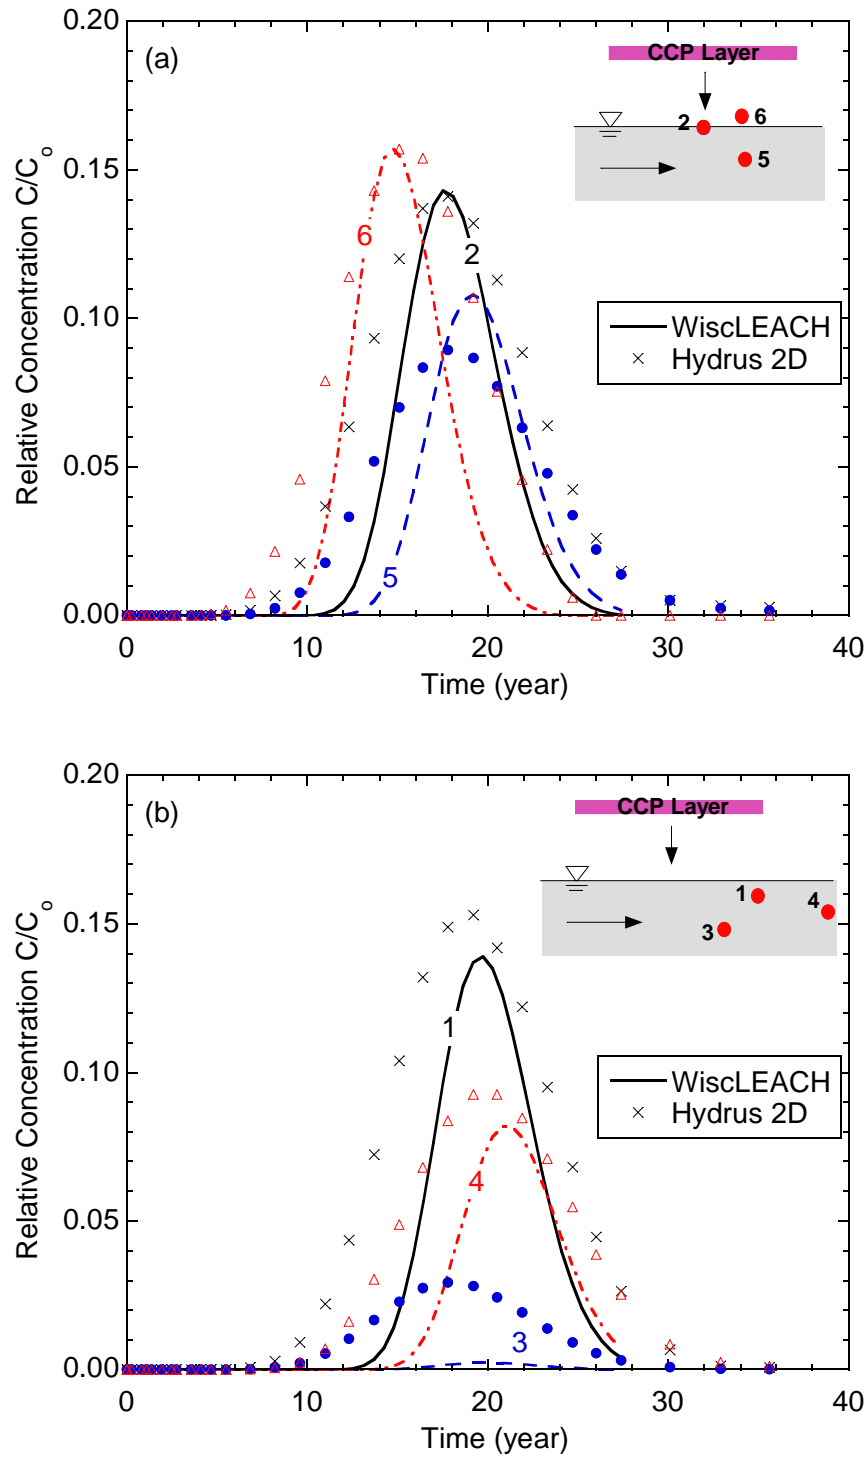 0.20
(a)
CCP Layer
6
2
5
0.15
6
2
0.10
WiscLEACH
Hydrus 2D
0.05
5
0.00
0 10 20 30 40
Relative Concentration C/Co
Time (year)
0.20
(b)
CCP Layer
1
4
3
0.15
1
0.10
WiscLEACH
Hydrus 2D
4
0.05
3
0.00
0 10 20 30 40
Relative Concentration C/Co
Time (year)